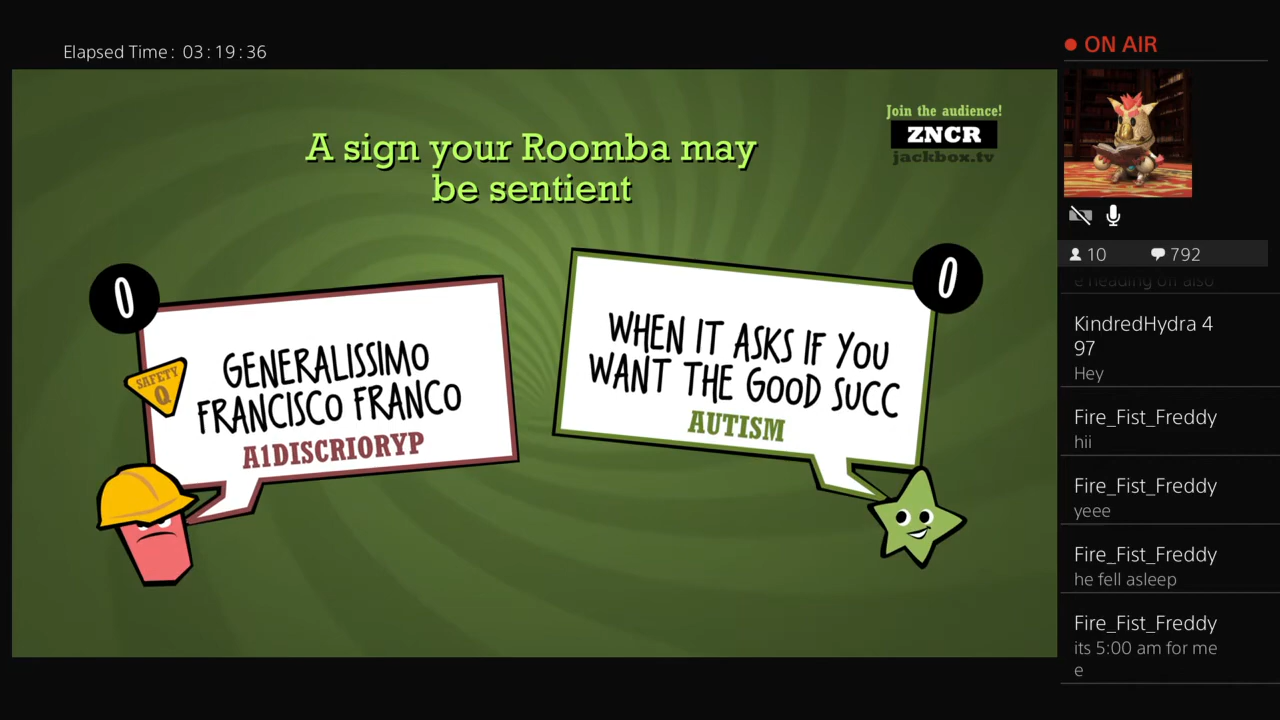 Elapsed Time: 03:19:36
ON AIR
Join the audience!
ZNCR
jackbox.tv
A sign your Roomba may
be sentient
0
0
SAFETY
Q
GENERALISSIMO
FRANCISCO FRANCO
A1DISCRIORYP
WHEN IT ASKS IF YOU
WANT THE GOOD SUCC
AUTISM
10
792
e heading off also
KindredHydra 4
97
Hey
Fire_Fist_Freddy
hii
Fire_Fist_Freddy
yeee
Fire_Fist_Freddy
he fell asleep
Fire_Fist_Freddy
its 5:00 am for me
e